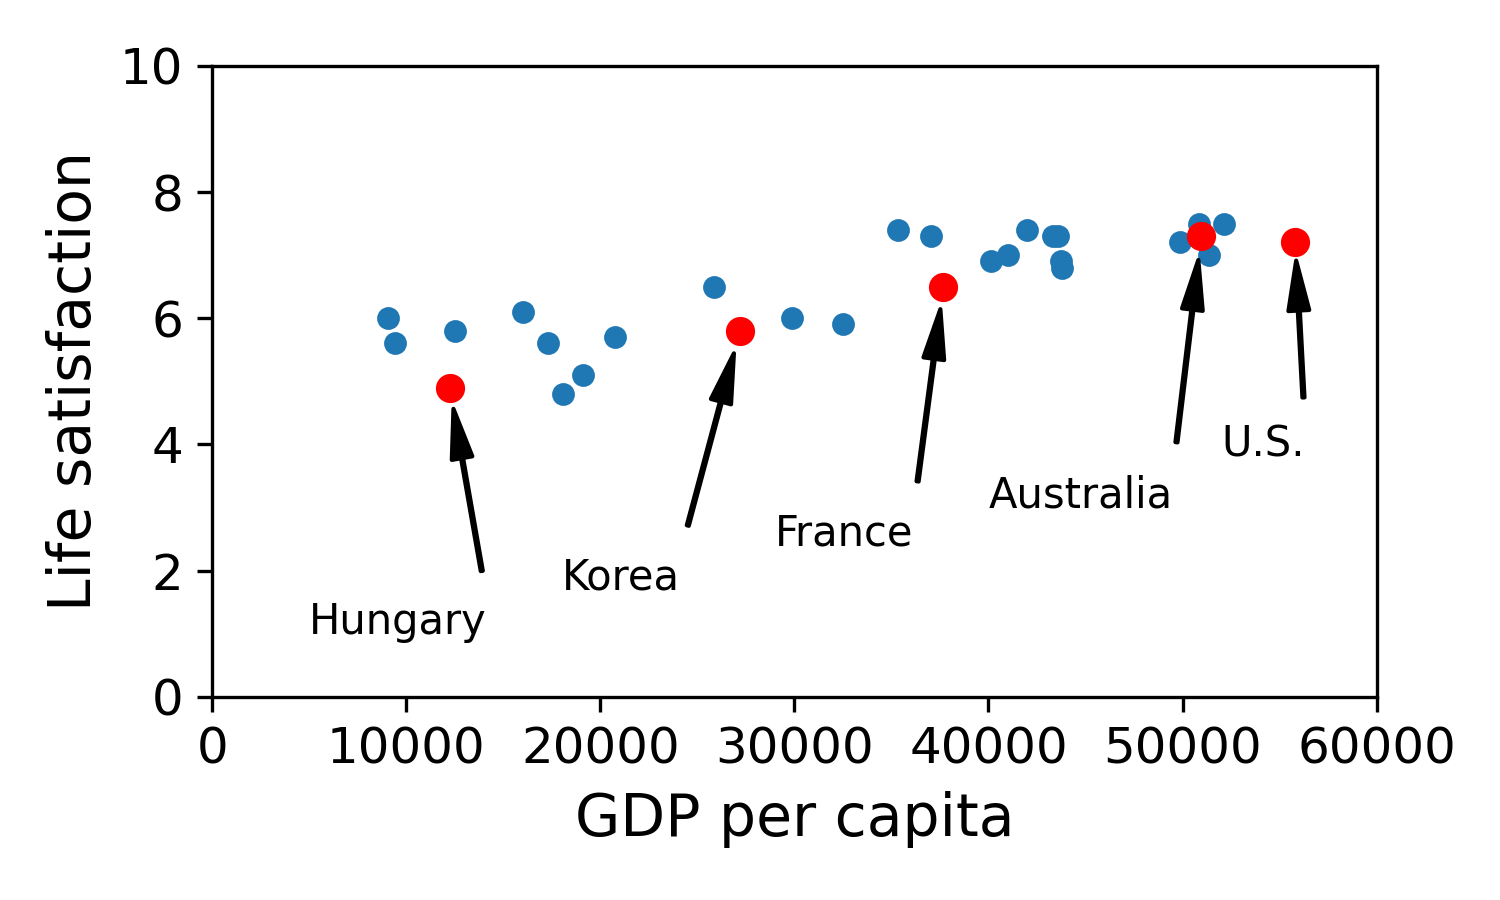 10
8
6
4
2
0
Life satisfaction
U.S.
Australia
France
Korea
Hungary
0 10000 20000 30000 40000 50000 60000
GDP per capita